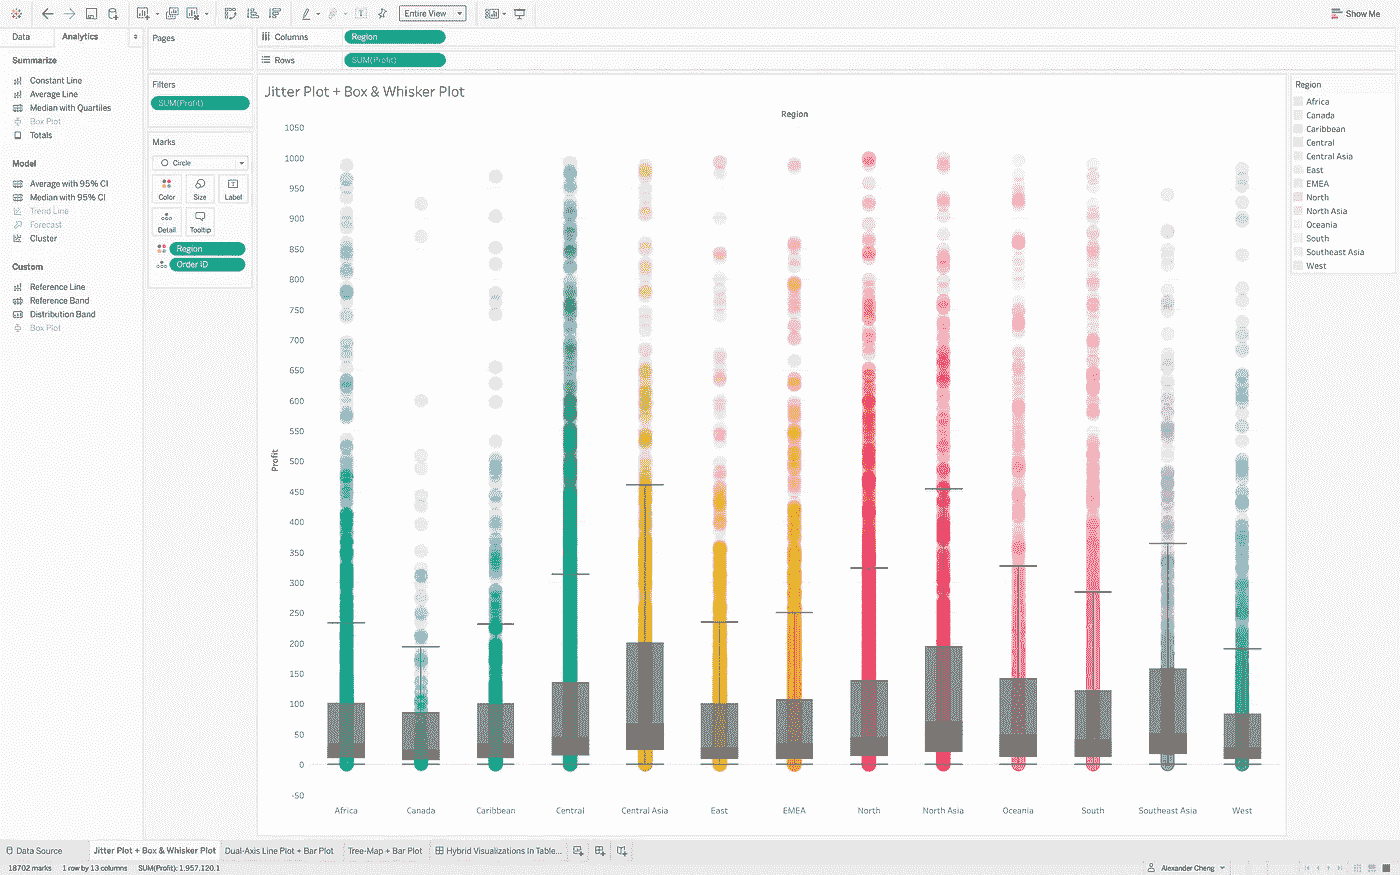 Entire View
Show Me
Data
Analytics
Pages
Columns
Region
Rows
SUM(Profit)
Summarize
Constant Line
Average Line
Median with Quartiles
Box Plot
Totals
Model
Average with 95% CI
Median with 95% CI
Trend Line
Forecast
Cluster
Custom
Reference Line
Reference Band
Distribution Band
Box Plot
Filters
SUM(Profit)
Marks
Circle
Color
Size
Label
Detail
Tooltip
Region
Order ID
Jitter Plot + Box & Whisker Plot
Region
1050
1000
950
900
850
800
750
700
650
600
550
500
450
400
350
300
250
200
150
100
50
0
-50
Profit
Africa
Canada
Caribbean
Central
Central Asia
East
EMEA
North
North Asia
Oceania
South
Southeast Asia
West
Region
Africa
Canada
Caribbean
Central
Central Asia
East
EMEA
North
North Asia
Oceania
South
Southeast Asia
West
Data Source
Jitter Plot + Box & Whisker Plot
Dual-Axis Line Plot + Bar Plot
Tree-Map + Bar Plot
Hybrid Visualizations In Table...
18702 marks
1 row by 13 columns
SUM(Profit): 1.957.120.1
Alexander Cheng